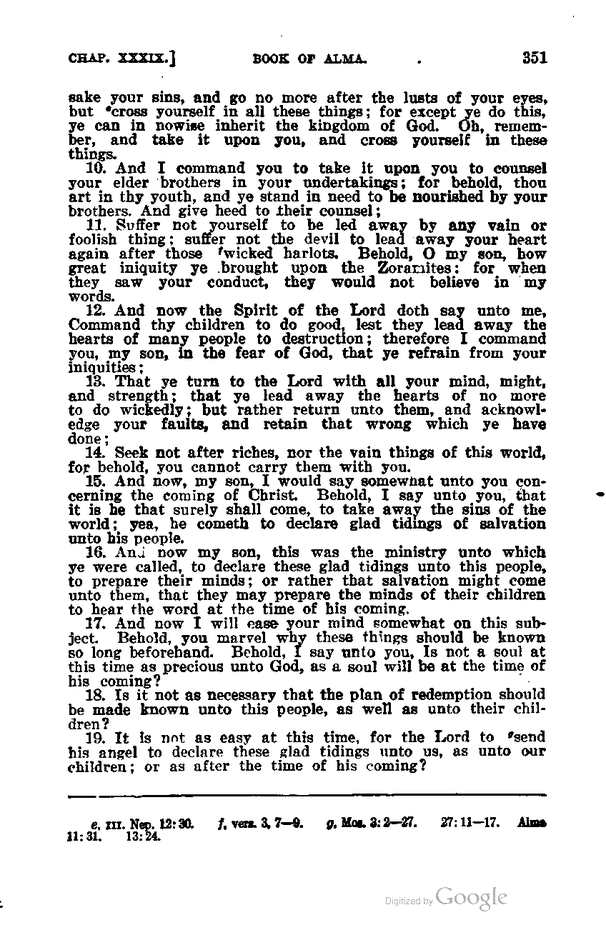 CHAP. XXXIX.] BOOK OF ALMA. 351
sake your sins, and go no more after the lusts of your eyes,
but ᵉcross yourself in all these things; for except ye do this,
ye can in nowise inherit the kingdom of God. Oh, remem-
ber, and take it upon you, and cross yourself in these
things.
10. And I command you to take it upon you to counsel
your elder brothers in your undertakings; for behold, thou
art in thy youth, and ye stand in need to be nourished by your
brothers. And give heed to their counsel;
11. Suffer not yourself to be led away by any vain or
foolish thing; suffer not the devil to lead away your heart
again after those ᶠwicked harlots. Behold, O my son, how
great iniquity ye brought upon the Zoramites: for when
they saw your conduct, they would not believe in my
words.
12. And now the Spirit of the Lord doth say unto me,
Command thy children to do good, lest they lead away the
hearts of many people to destruction; therefore I command
you, my son, in the fear of God, that ye refrain from your
iniquities;
13. That ye turn to the Lord with all your mind, might,
and strength; that ye lead away the hearts of no more
to do wickedly; but rather return unto them, and acknowl-
edge your faults, and retain that wrong which ye have
done;
14. Seek not after riches, nor the vain things of this world,
for behold, you cannot carry them with you.
15. And now, my son, I would say somewhat unto you con-
cerning the coming of Christ. Behold, I say unto you, that
it is he that surely shall come, to take away the sins of the
world; yea, he cometh to declare glad tidings of salvation
unto his people.
16. And now my son, this was the ministry unto which
ye were called, to declare these glad tidings unto this people,
to prepare their minds; or rather that salvation might come
unto them, that they may prepare the minds of their children
to hear the word at the time of his coming.
17. And now I will ease your mind somewhat on this sub-
ject. Behold, you marvel why these things should be known
so long beforehand. Behold, I say unto you, Is not a soul at
this time as precious unto God, as a soul will be at the time of
his coming?
18. Is it not as necessary that the plan of redemption should
be made known unto this people, as well as unto their chil-
dren?
19. It is not as easy at this time, for the Lord to ᵍsend
his angel to declare these glad tidings unto us, as unto our
children; or as after the time of his coming?
e, III. Nep. 12:30. f, vers. 3, 7—9. g, Mos. 3:2—27. 27:11—17. Alma
11:31. 13:24.
Digitized by Google